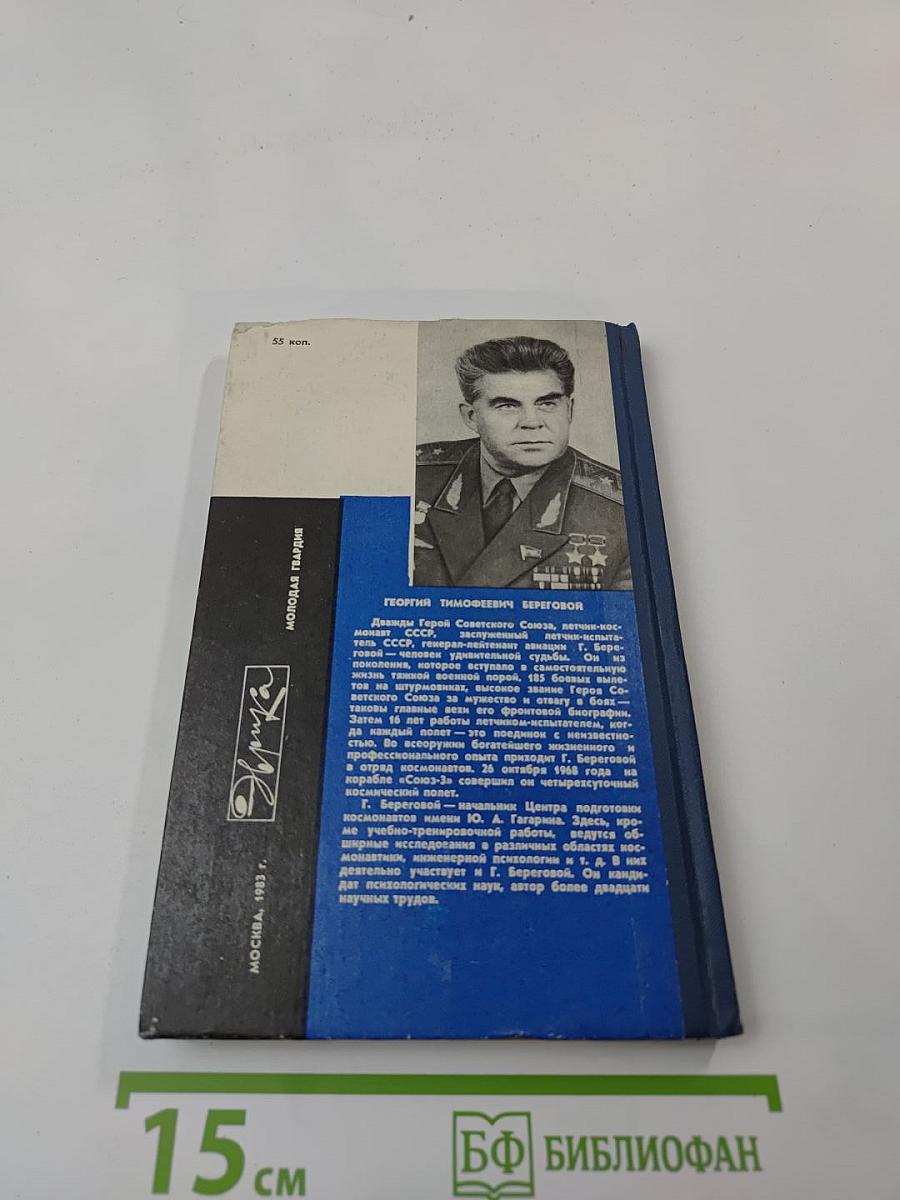 55 коп.
ГЕОРГИЙ ТИМОФЕЕВИЧ БЕРЕГОВОЙ
Дважды Герой Советского Союза, летчик-кос-
монавт СССР, заслуженный летчик-испыта-
тель СССР, генерал-лейтенант авиации Г. Бере-
говой — человек удивительной судьбы. Он из
поколения, которое вступало в самостоятельную
жизнь тяжкой военной порой. 185 боевых выле-
тов на штурмовиках, высокое звание Героя Со-
ветского Союза за мужество и отвагу в боях —
таковы главные вехи его фронтовой биографии.
Затем 16 лет работы летчиком-испытателем, ког-
да каждый полет — это поединок с неизвестно-
стью. Во всеоружии богатейшего жизненного и
профессионального опыта приходит Г. Береговой
в отряд космонавтов. 26 октября 1968 года на
корабле «Союз-3» совершил он четырехсуточный
космический полет.
Г. Береговой — начальник Центра подготовки
космонавтов имени Ю. А. Гагарина. Здесь, кро-
ме учебно-тренировочной работы, ведутся об-
ширные исследования в различных областях кос-
монавтики, инженерной психологии и т. д. В них
деятельно участвует и Г. Береговой. Он канди-
дат психологических наук, автор более двадцати
научных трудов.
МОЛОДАЯ ГВАРДИЯ
Эврика
МОСКВА, 1983 г.
15 см
БФ БИБЛИОФАН